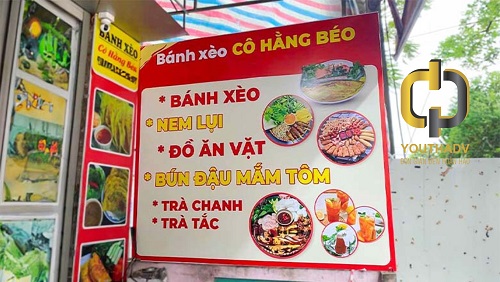 BÁNH XÈO
Cô Hằng Béo
Bánh xèo CÔ HẰNG BÉO
* BÁNH XÈO
* NEM LỤI
* ĐỒ ĂN VẶT
* BÚN ĐẬU MẮM TÔM
* TRÀ CHANH
* TRÀ TẮC
YOUTH ADV